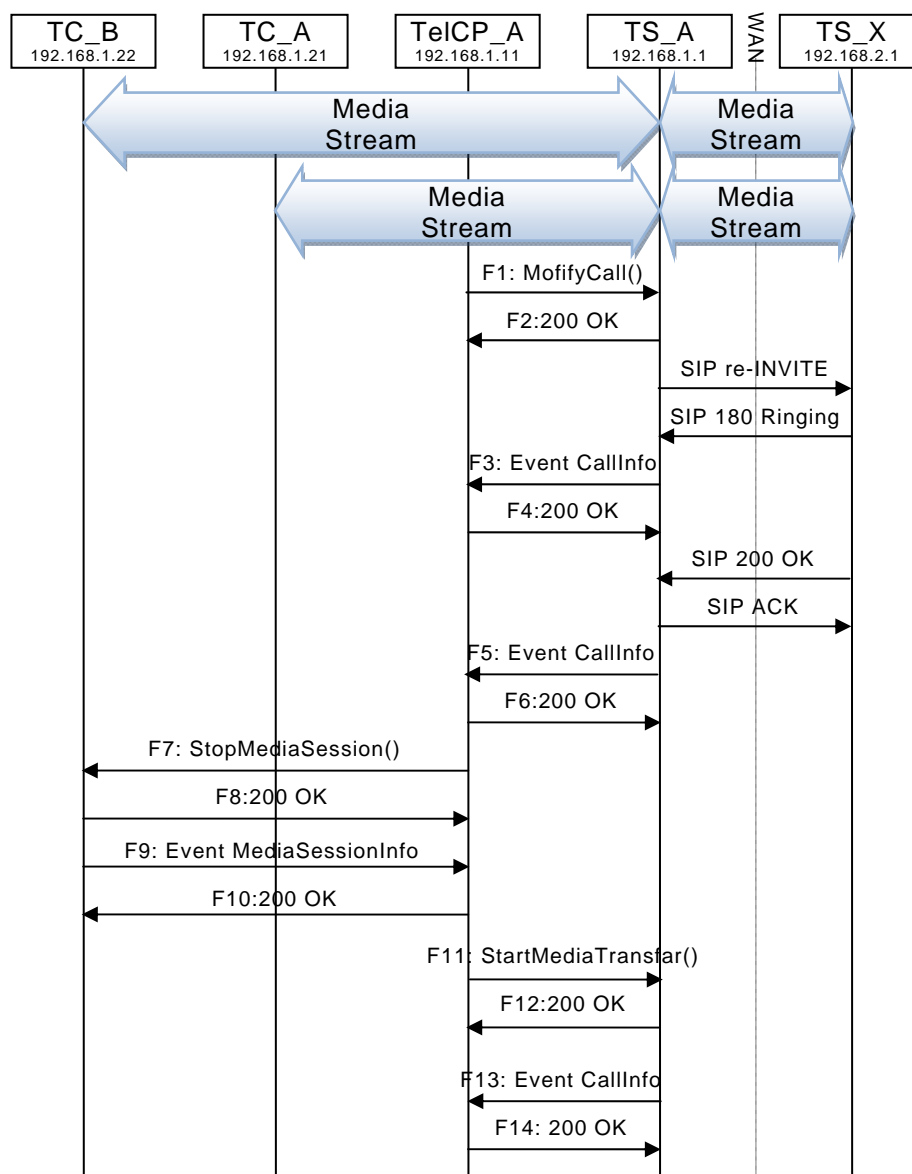 TC_B
192.168.1.22
TC_A
192.168.1.21
TelCP_A
192.168.1.11
TS_A
192.168.1.1
WAN
TS_X
192.168.2.1
Media
Stream
Media
Stream
Media
Stream
Media
Stream
F1: MofifyCall()
F2:200 OK
SIP re-INVITE
SIP 180 Ringing
F3: Event CallInfo
F4:200 OK
SIP 200 OK
SIP ACK
F5: Event CallInfo
F6:200 OK
F7: StopMediaSession()
F8:200 OK
F9: Event MediaSessionInfo
F10:200 OK
F11: StartMediaTransfar()
F12:200 OK
F13: Event CallInfo
F14: 200 OK